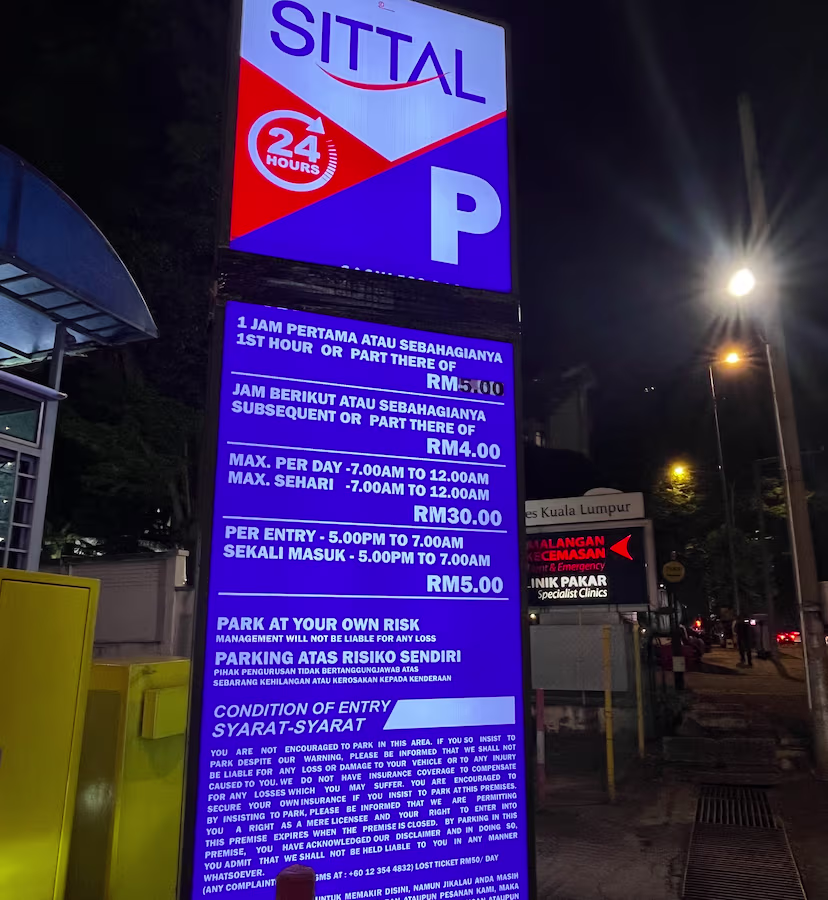 SITTAL
24
HOURS
P
1 JAM PERTAMA ATAU SEBAHAGIANYA
1ST HOUR OR PART THERE OF
RM5.00
JAM BERIKUT ATAU SEBAHAGIANYA
SUBSEQUENT OR PART THERE OF
RM4.00
MAX. PER DAY -7.00AM TO 12.00AM
MAX. SEHARI -7.00AM TO 12.00AM
RM30.00
PER ENTRY - 5.00PM TO 7.00AM
SEKALI MASUK - 5.00PM TO 7.00AM
RM5.00
PARK AT YOUR OWN RISK
MANAGEMENT WILL NOT BE LIABLE FOR ANY LOSS
PARKING ATAS RISIKO SENDIRI
PIHAK PENGURUSAN TIDAK BERTANGGUNGJAWAB ATAS
SEBARANG KEHILANGAN ATAU KEROSAKAN KEPADA KENDERAAN
CONDITION OF ENTRY
SYARAT-SYARAT
YOU ARE NOT ENCOURAGED TO PARK IN THIS AREA. IF YOU SO INSIST TO
PARK DESPITE OUR WARNING, PLEASE BE INFORMED THAT WE SHALL NOT
BE LIABLE FOR ANY LOSS OR DAMAGE TO YOUR VEHICLE OR TO ANY INJURY
CAUSED TO YOU. WE DO NOT HAVE INSURANCE COVERAGE TO COMPENSATE
FOR ANY LOSSES WHICH YOU MAY SUFFER. YOU ARE ENCOURAGED TO
SECURE YOUR OWN INSURANCE IF YOU INSIST TO PARK AT THIS PREMISES.
BY INSISTING TO PARK, PLEASE BE INFORMED THAT WE ARE PERMITTING
YOU A RIGHT AS A MERE LICENSEE AND YOUR RIGHT TO ENTER INTO
THIS PREMISE EXPIRES WHEN THE PREMISE IS CLOSED. BY PARKING IN THIS
PREMISE, YOU HAVE ACKNOWLEDGED OUR DISCLAIMER AND IN DOING SO,
YOU ADMIT THAT WE SHALL NOT BE HELD LIABLE TO YOU IN ANY MANNER
WHATSOEVER.
(ANY COMPLAINT SMS AT : +60 12 354 4832) LOST TICKET RM50/ DAY
UNTUK MEMAKIR DISINI, NAMUN JIKALAU ANDA MASIH
ATAUPUN PESANAN KAMI, MAKA
es Kuala Lumpur
MALANGAN
KECEMASAN
& Emergency
LINIK PAKAR
Specialist Clinics